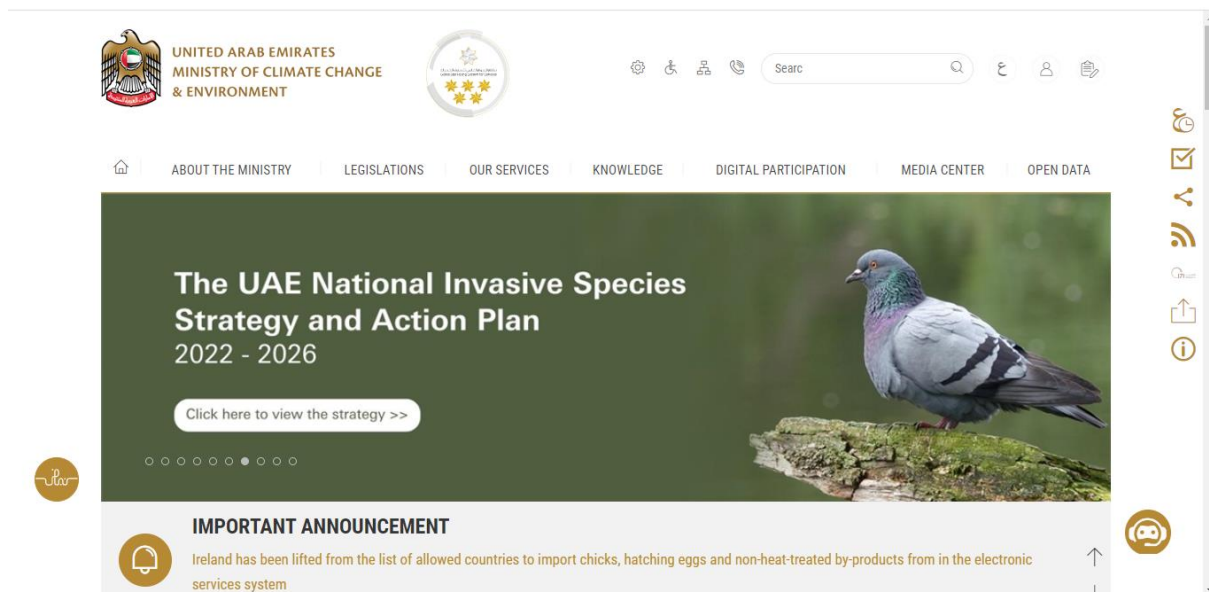 UNITED ARAB EMIRATES
MINISTRY OF CLIMATE CHANGE
& ENVIRONMENT
Searc
ع
ABOUT THE MINISTRY
LEGISLATIONS
OUR SERVICES
KNOWLEDGE
DIGITAL PARTICIPATION
MEDIA CENTER
OPEN DATA
The UAE National Invasive Species
Strategy and Action Plan
2022 - 2026
Click here to view the strategy >>
IMPORTANT ANNOUNCEMENT
Ireland has been lifted from the list of allowed countries to import chicks, hatching eggs and non-heat-treated by-products from in the electronic
services system
ع